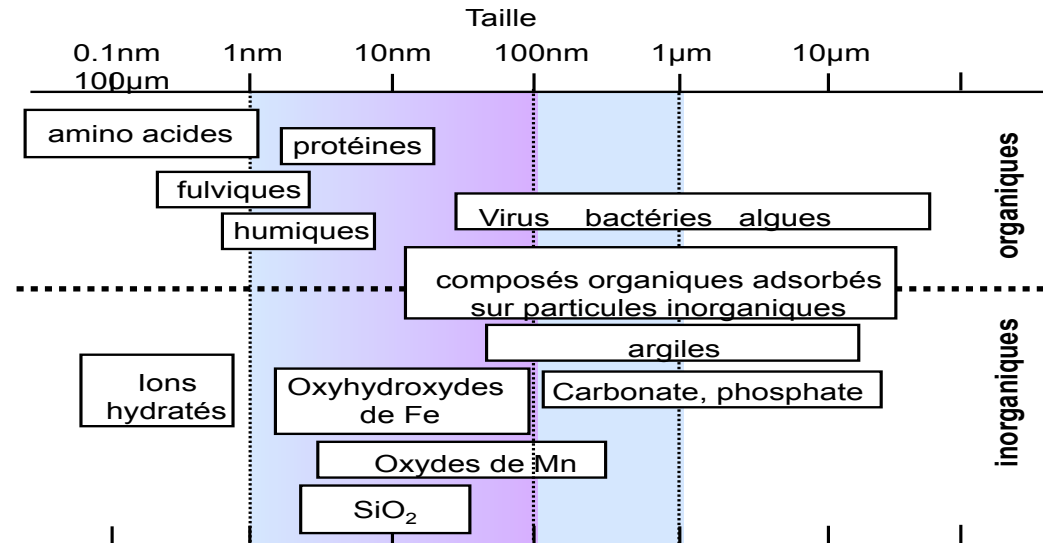 Taille
0.1nm 1nm 10nm 100nm 1µm 10µm
100µm
amino acides
protéines
fulviques
humiques
Virus bactéries algues
composés organiques adsorbés
sur particules inorganiques
organiques
argiles
Ions
hydratés
Oxyhydroxydes
de Fe
Carbonate, phosphate
Oxydes de Mn
SiO₂
inorganiques